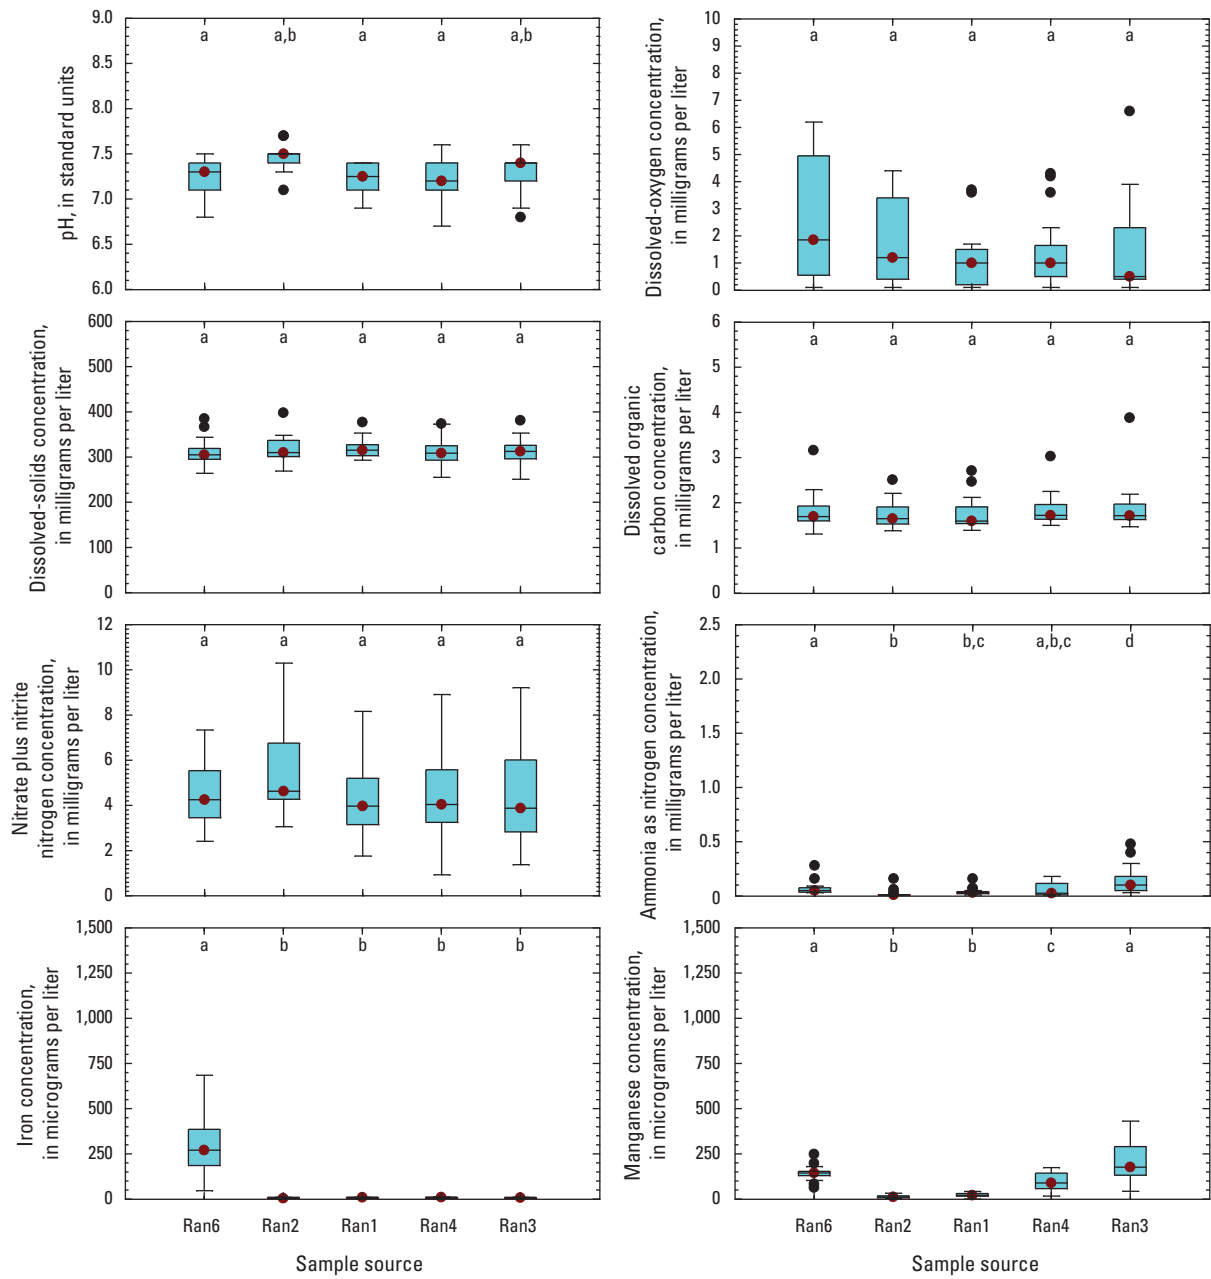 pH, in standard units
9.0
8.5
8.0
7.5
7.0
6.5
6.0
a a,b a a a,b
Dissolved-oxygen concentration,
in milligrams per liter
10
9
8
7
6
5
4
3
2
1
0
a a a a a
Dissolved-solids concentration,
in milligrams per liter
600
500
400
300
200
100
0
a a a a a
Dissolved organic
carbon concentration,
in milligrams per liter
6
5
4
3
2
1
0
a a a a a
Nitrate plus nitrite
nitrogen concentration,
in milligrams per liter
12
10
8
6
4
2
0
a a a a a
Ammonia as nitrogen concentration,
in milligrams per liter
2.5
2.0
1.5
1.0
0.5
0
a b b,c a,b,c d
Iron concentration,
in micrograms per liter
1,500
1,250
1,000
750
500
250
0
a b b b b
Ran6 Ran2 Ran1 Ran4 Ran3
Sample source
Manganese concentration,
in micrograms per liter
1,500
1,250
1,000
750
500
250
0
a b b c a
Ran6 Ran2 Ran1 Ran4 Ran3
Sample source